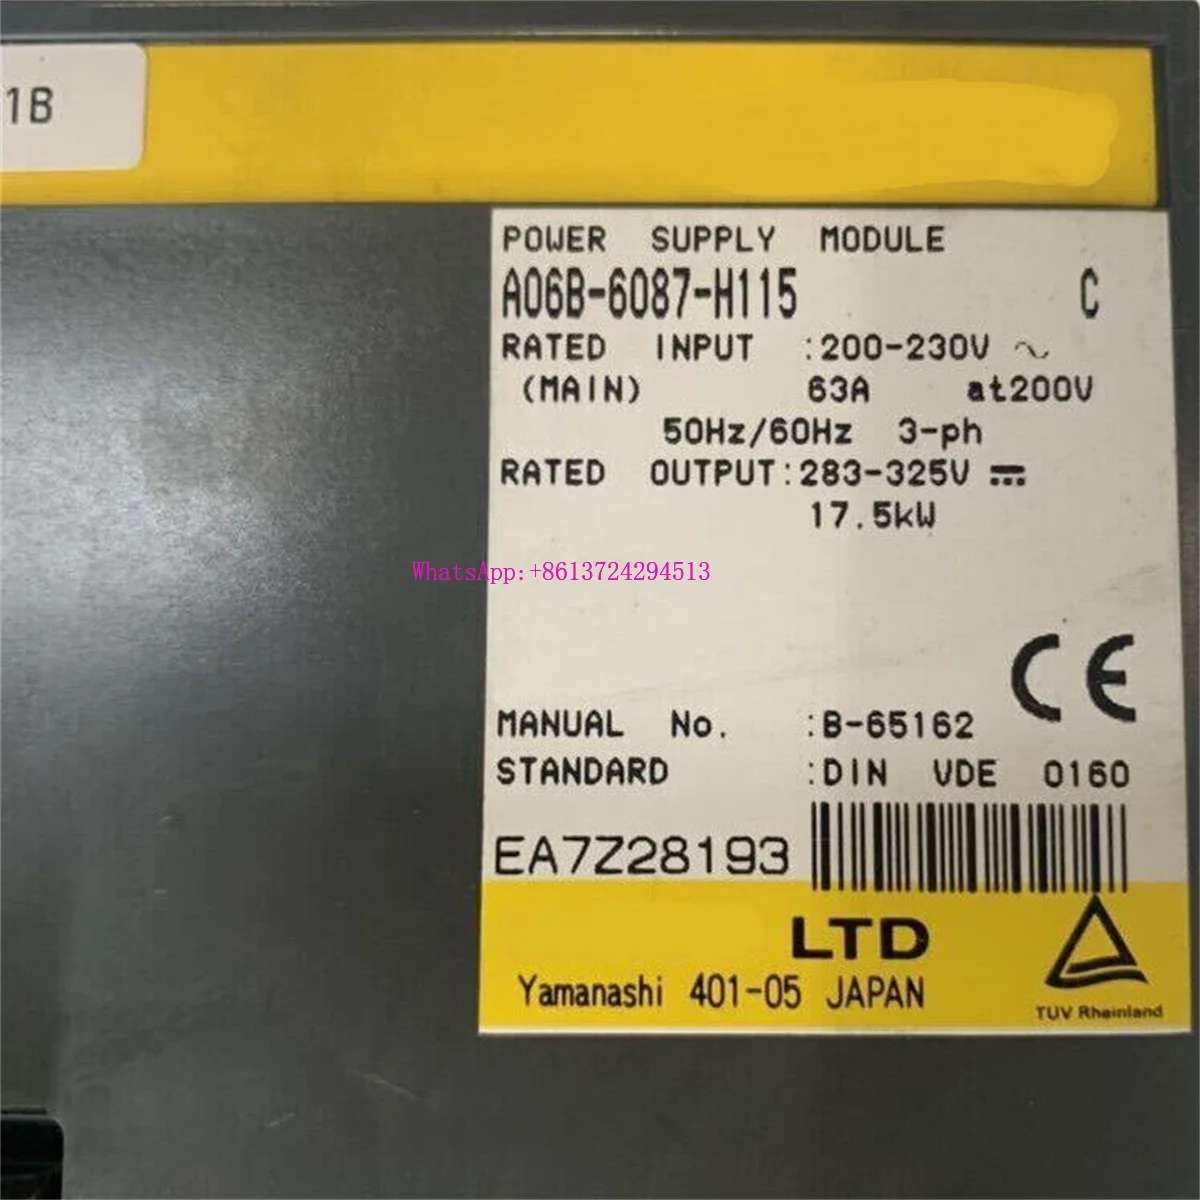 1B
POWER SUPPLY MODULE
A06B-6087-H115 C
RATED INPUT :200-230V ~
(MAIN) 63A at200V
50Hz/60Hz 3-ph
RATED OUTPUT:283-325V ⎓
17.5kW
WhatsApp:+8613724294513
CE
MANUAL No. :B-65162
STANDARD :DIN VDE 0160
EA7Z28193
LTD
Yamanashi 401-05 JAPAN
TUV Rheinland